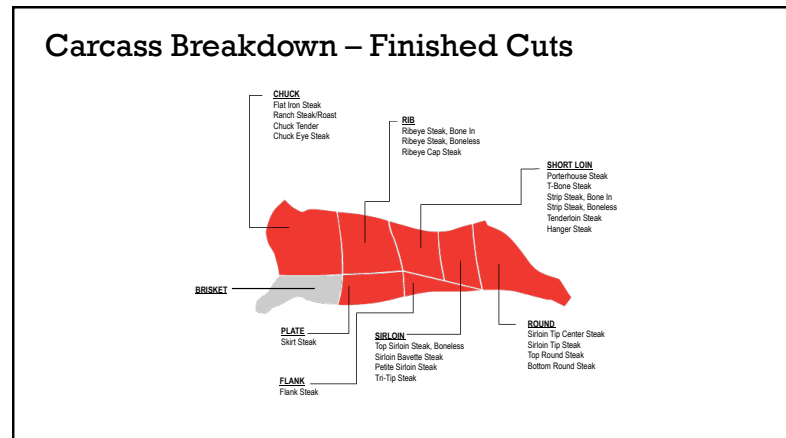 Carcass Breakdown – Finished Cuts
CHUCK
Flat Iron Steak
Ranch Steak/Roast
Chuck Tender
Chuck Eye Steak
RIB
Ribeye Steak, Bone In
Ribeye Steak, Boneless
Ribeye Cap Steak
SHORT LOIN
Porterhouse Steak
T-Bone Steak
Strip Steak, Bone In
Strip Steak, Boneless
Tenderloin Steak
Hanger Steak
BRISKET
PLATE
Skirt Steak
FLANK
Flank Steak
SIRLOIN
Top Sirloin Steak, Boneless
Sirloin Bavette Steak
Petite Sirloin Steak
Tri-Tip Steak
ROUND
Sirloin Tip Center Steak
Sirloin Tip Steak
Top Round Steak
Bottom Round Steak